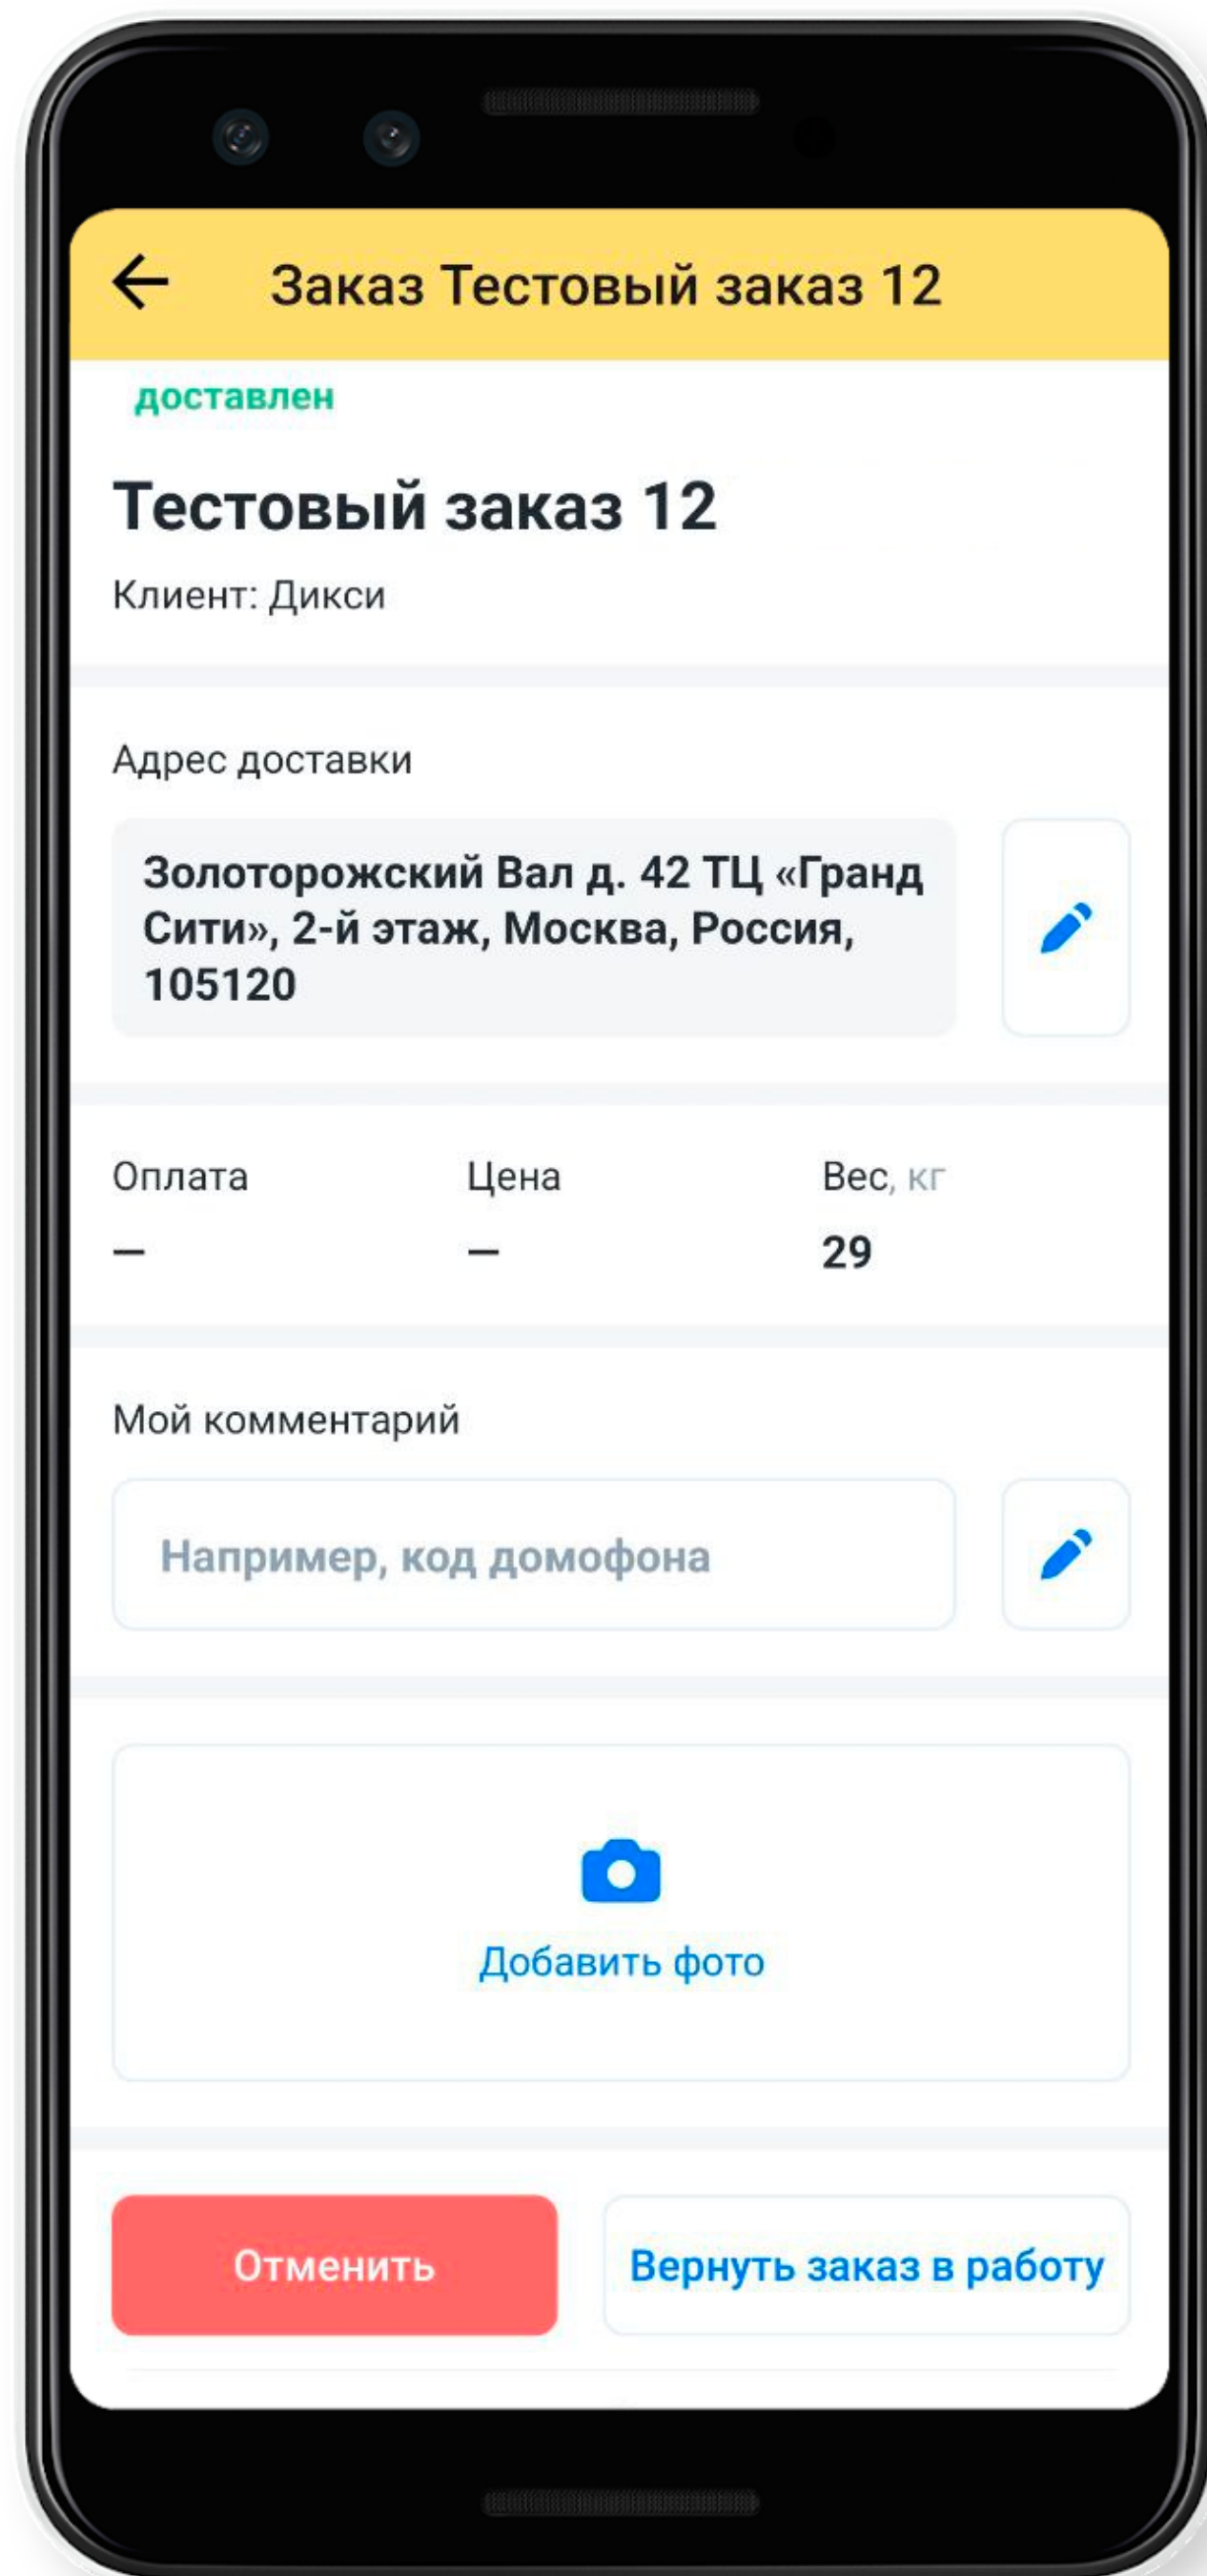 Заказ Тестовый заказ 12
доставлен
Тестовый заказ 12
Клиент: Дикси
Адрес доставки
Золоторожский Вал д. 42 ТЦ «Гранд
Сити», 2-й этаж, Москва, Россия,
105120
Оплата Цена Вес, кг
— — 29
Мой комментарий
Например, код домофона
Добавить фото
Отменить Вернуть заказ в работу